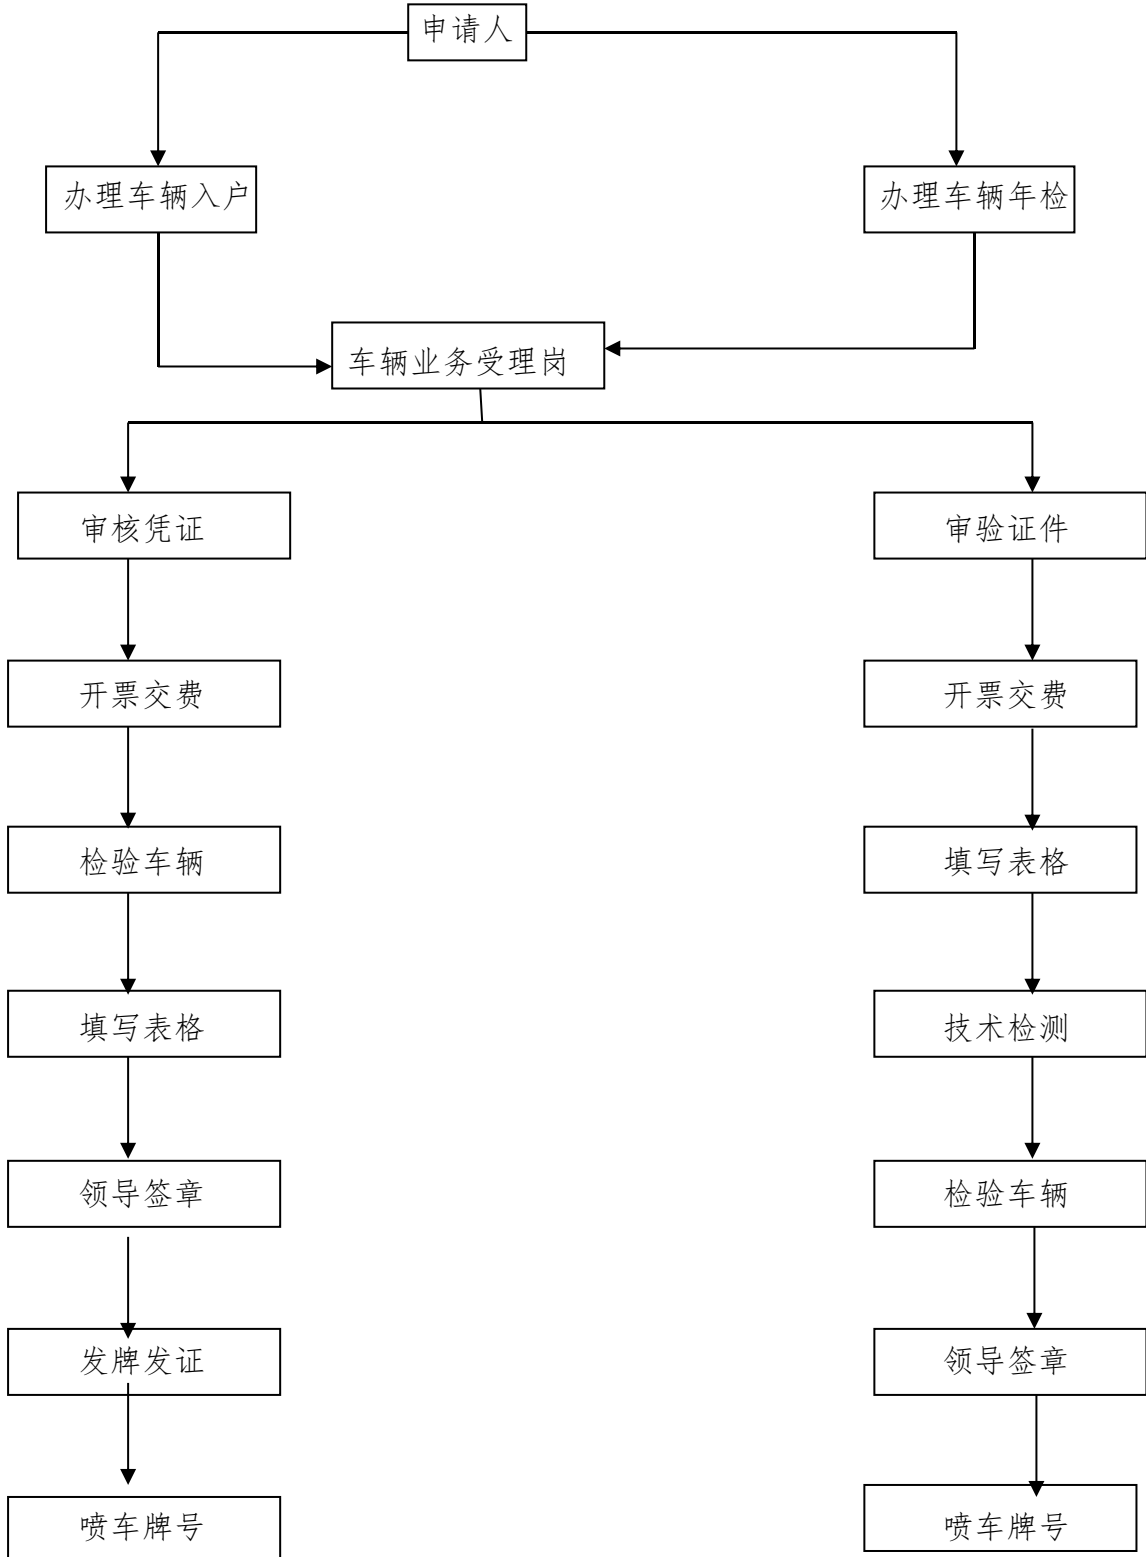 申请人
办理车辆入户
办理车辆年检
车辆业务受理岗
审核凭证
审验证件
开票交费
开票交费
检验车辆
填写表格
填写表格
技术检测
领导签章
检验车辆
发牌发证
领导签章
喷车牌号
喷车牌号